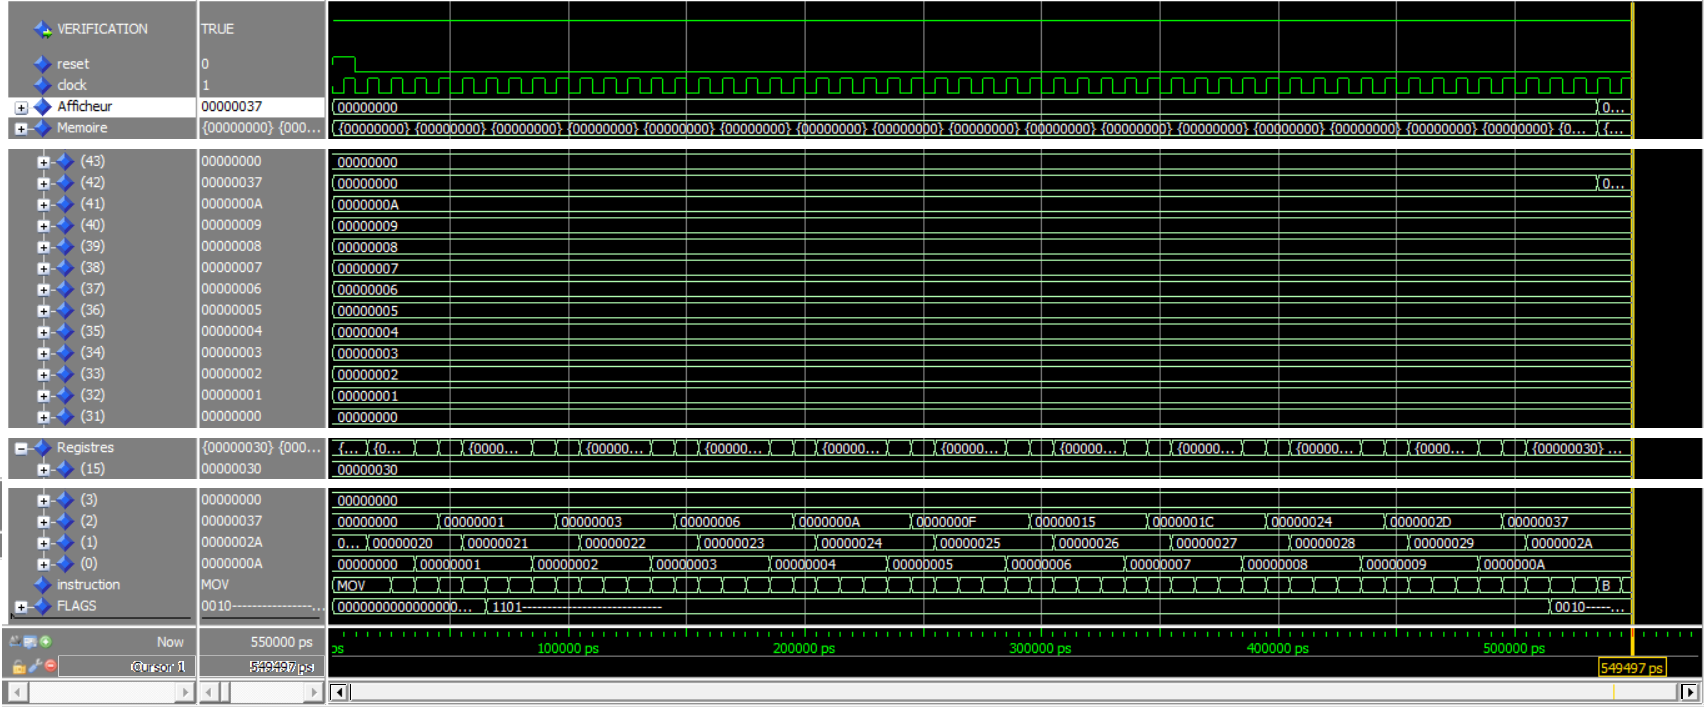 VERIFICATION TRUE
reset 0
clock 1
Afficheur 00000037 00000000 0...
Memoire {00000000} {000... {00000000} {00000000} {00000000} {00000000} {00000000} {00000000} {00000000} {00000000} {00000000} {00000000} {00000000} {00000000} {00000000} {00000000} {00000000} {00000000} {0... {...
(43) 00000000 00000000
(42) 00000037 00000000 0...
(41) 0000000A 0000000A
(40) 00000009 00000009
(39) 00000008 00000008
(38) 00000007 00000007
(37) 00000006 00000006
(36) 00000005 00000005
(35) 00000004 00000004
(34) 00000003 00000003
(33) 00000002 00000002
(32) 00000001 00000001
(31) 00000000 00000000
Registres {00000030} {000... {... {0... {0000... {00000... {00000... {00000... {00000... {00000... {00000... {00000... {0000... {00000030} ...
(15) 00000030 00000030
(3) 00000000 00000000
(2) 00000037 00000000 00000001 00000003 00000006 0000000A 0000000F 00000015 0000001C 00000024 0000002D 00000037
(1) 0000002A 0... 00000020 00000021 00000022 00000023 00000024 00000025 00000026 00000027 00000028 00000029 0000002A
(0) 0000000A 00000000 00000001 00000002 00000003 00000004 00000005 00000006 00000007 00000008 00000009 0000000A
instruction MOV MOV B
FLAGS 0010----------------... 0000000000000000... 1101---------------------------- 0010-----...
Now 550000 ps ps 100000 ps 200000 ps 300000 ps 400000 ps 500000 ps
Cursor 1 549497 ps 549497 ps